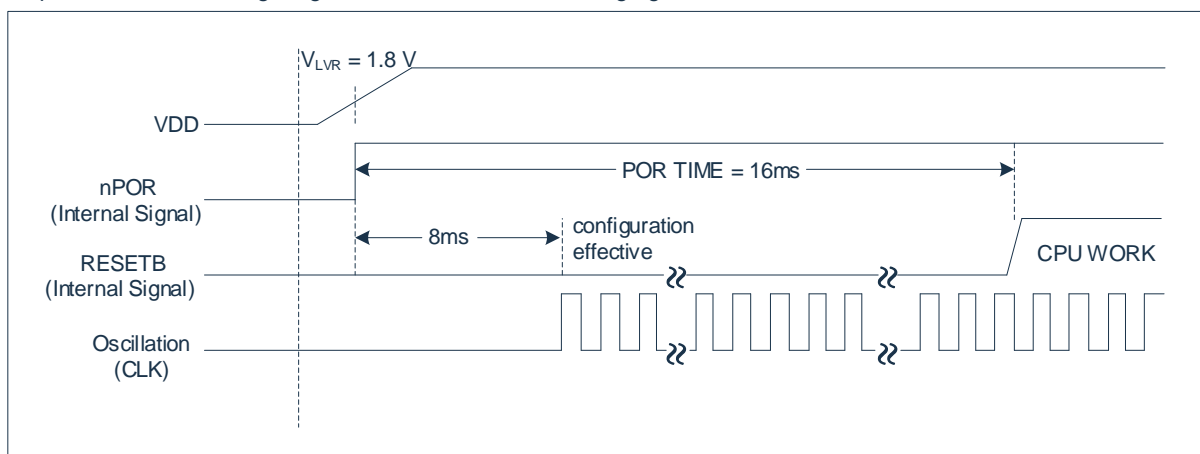 V_LVR = 1.8 V
VDD
POR TIME = 16ms
nPOR
(Internal Signal)
8ms
configuration
effective
RESETB
(Internal Signal)
CPU WORK
Oscillation
(CLK)